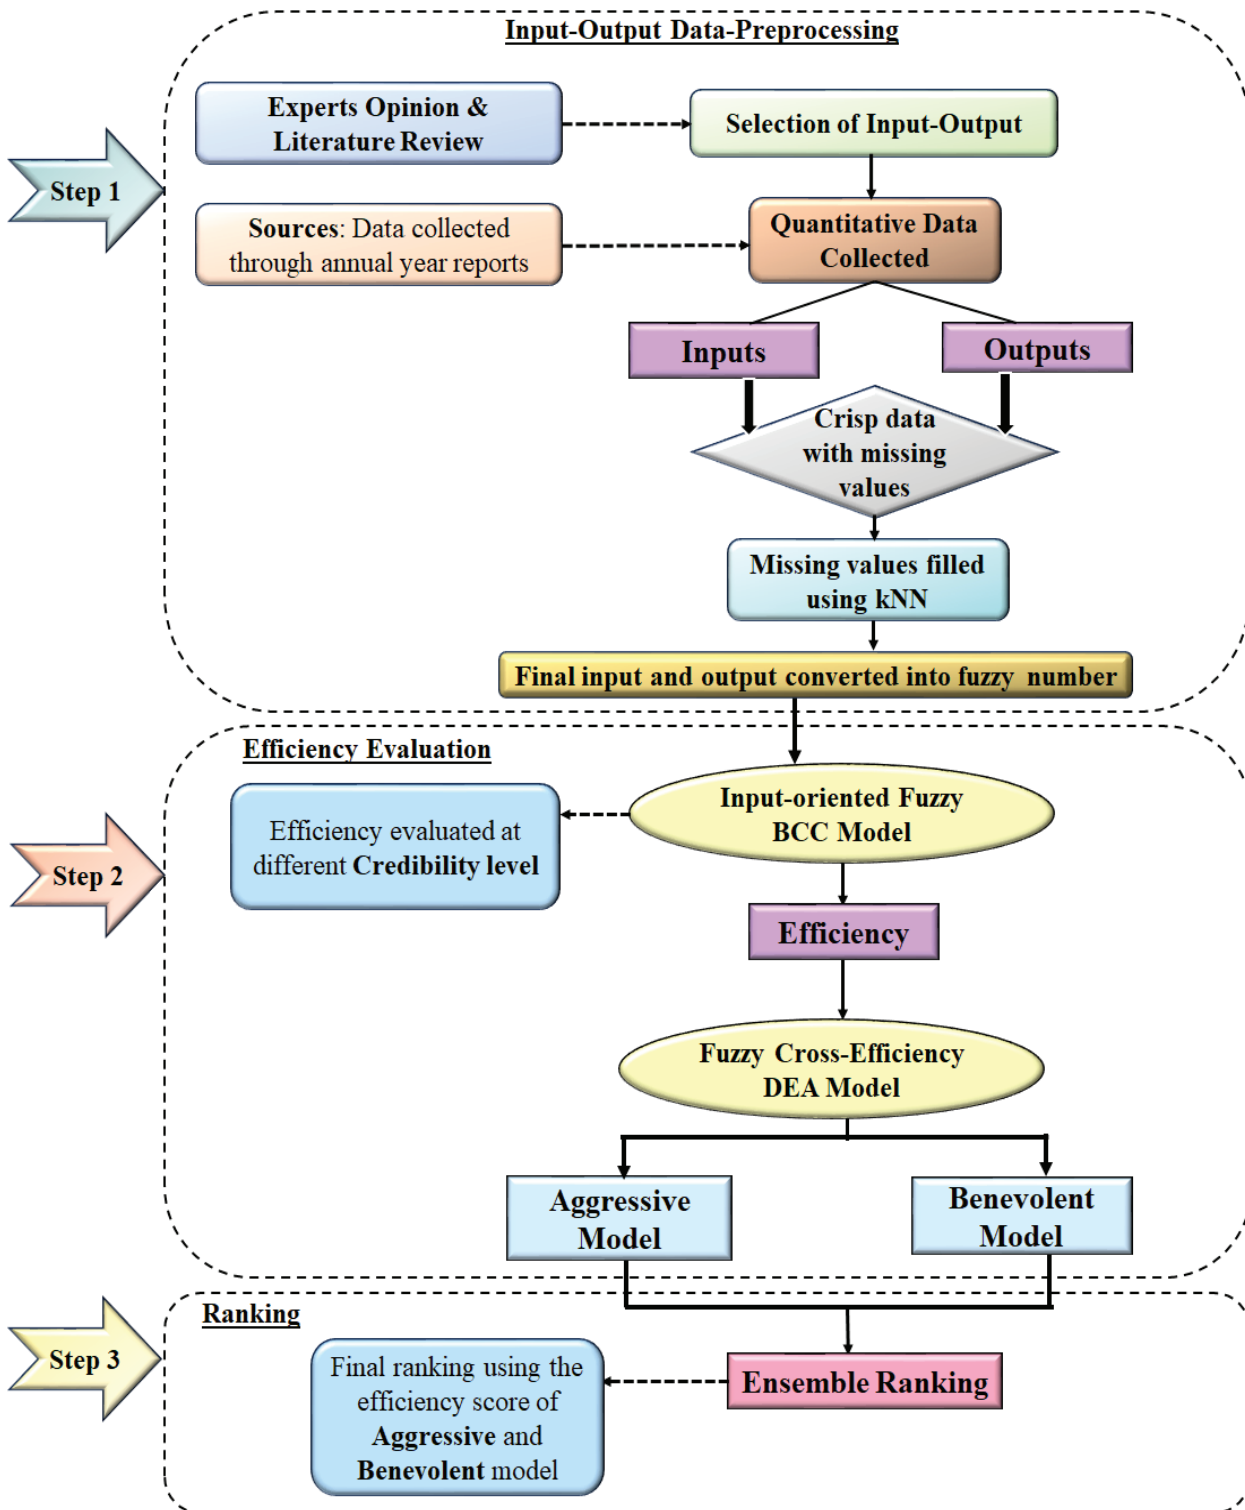 Input-Output Data-Preprocessing
Experts Opinion &
Literature Review
Selection of Input-Output
Step 1
Sources: Data collected
through annual year reports
Quantitative Data
Collected
Inputs
Outputs
Crisp data
with missing
values
Missing values filled
using kNN
Final input and output converted into fuzzy number
Efficiency Evaluation
Input-oriented Fuzzy
BCC Model
Efficiency evaluated at
different Credibility level
Step 2
Efficiency
Fuzzy Cross-Efficiency
DEA Model
Aggressive
Model
Benevolent
Model
Ranking
Step 3
Final ranking using the
efficiency score of
Aggressive and
Benevolent model
Ensemble Ranking